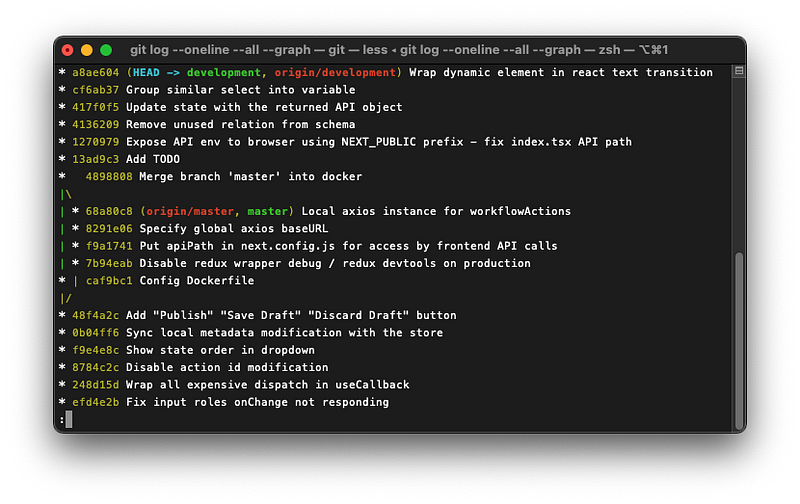 git log --oneline --all --graph — git — less ◂ git log --oneline --all --graph — zsh — ⌥⌘1
* a8ae604 (HEAD -> development, origin/development) Wrap dynamic element in react text transition
* cf6ab37 Group similar select into variable
* 417f0f5 Update state with the returned API object
* 4136209 Remove unused relation from schema
* 1270979 Expose API env to browser using NEXT_PUBLIC prefix - fix index.tsx API path
* 13ad9c3 Add TODO
*   4898808 Merge branch 'master' into docker
|\
| * 68a80c8 (origin/master, master) Local axios instance for workflowActions
| * 8291e06 Specify global axios baseURL
| * f9a1741 Put apiPath in next.config.js for access by frontend API calls
| * 7b94eab Disable redux wrapper debug / redux devtools on production
* | caf9bc1 Config Dockerfile
|/
* 48f4a2c Add "Publish" "Save Draft" "Discard Draft" button
* 0b04ff6 Sync local metadata modification with the store
* f9e4e8c Show state order in dropdown
* 8784c2c Disable action id modification
* 248d15d Wrap all expensive dispatch in useCallback
* efd4e2b Fix input roles onChange not responding
: